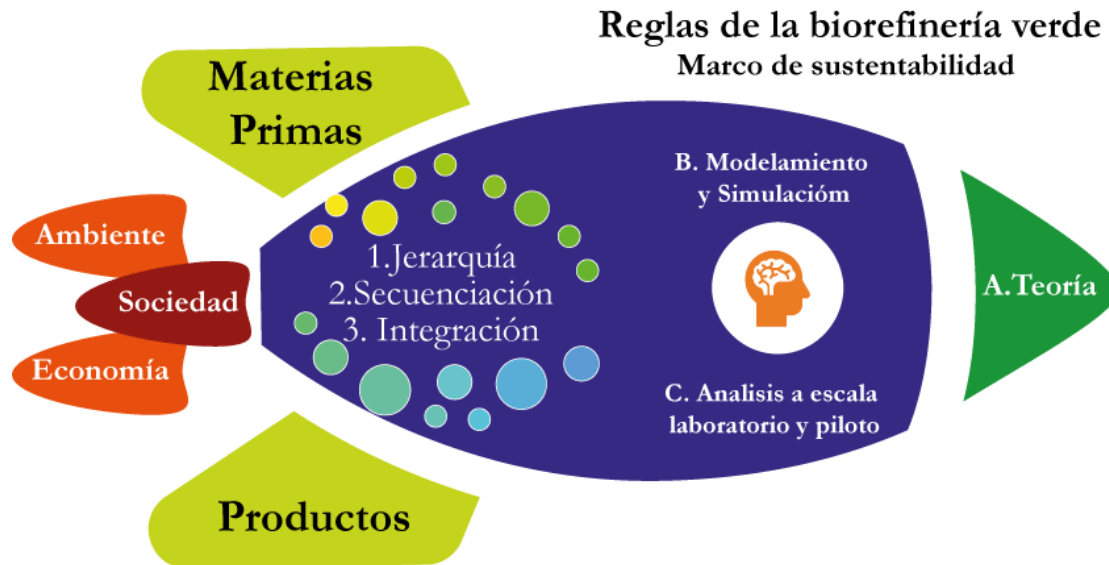 Reglas de la biorefinería verde
Marco de sustentabilidad
Materias
Primas
B. Modelamiento
y Simulacióm
Ambiente
Sociedad
Economía
1.Jerarquía
2.Secuenciación
3. Integración
A.Teoría
C. Analisis a escala
laboratorio y piloto
Productos